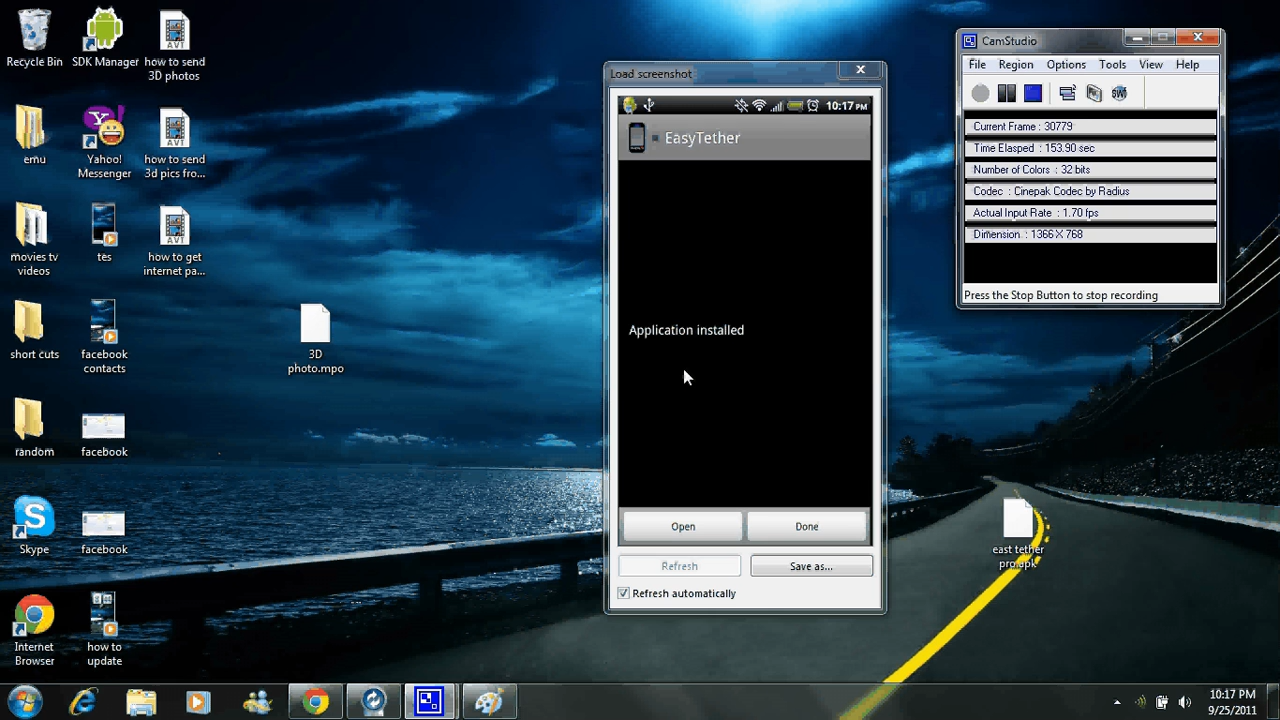 Recycle Bin
SDK Manager
how to send
3D photos
emu
Yahoo!
Messenger
how to send
3d pics fro...
movies tv
videos
tes
how to get
internet pa...
short cuts
facebook
contacts
3D
photo.mpo
random
facebook
Skype
facebook
Internet
Browser
how to
update
Load screenshot
10:17 PM
EasyTether
Application installed
Open
Done
Refresh
Save as...
Refresh automatically
CamStudio
File Region Options Tools View Help
Current Frame : 30779
Time Elasped : 153.90 sec
Number of Colors : 32 bits
Codec : Cinepak Codec by Radius
Actual Input Rate : 1.70 fps
Dimension : 1366 X 768
Press the Stop Button to stop recording
east tether
pro.apk
10:17 PM
9/25/2011